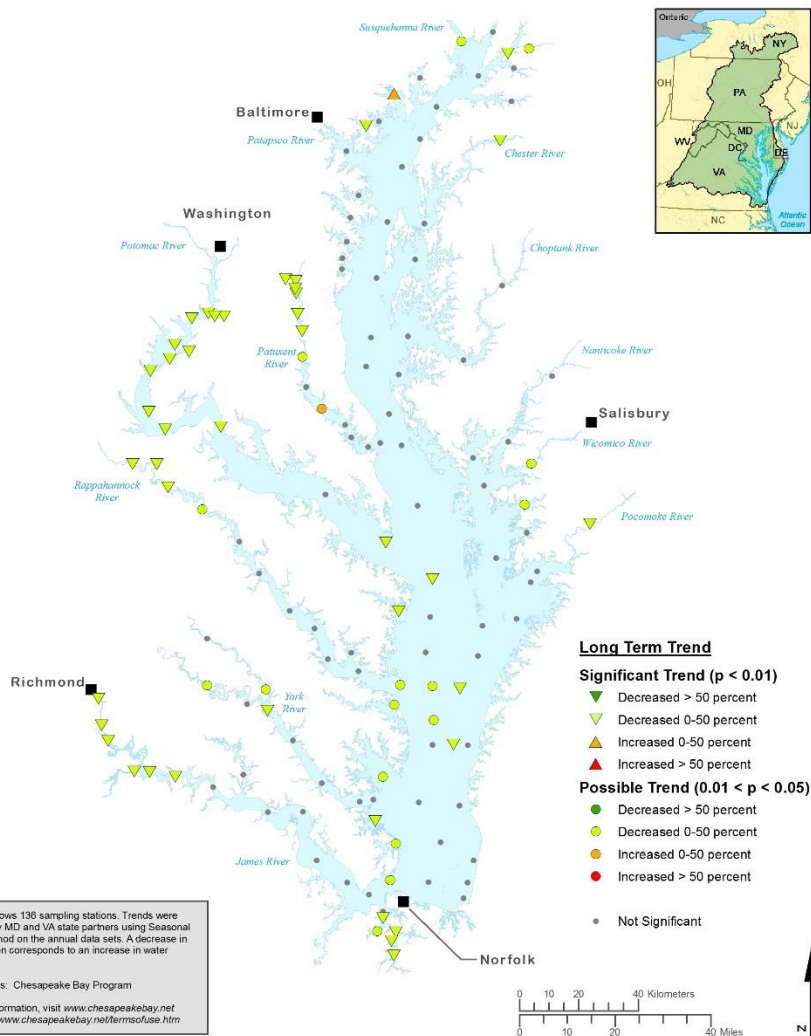 Susquehanna River
Baltimore
Patapsco River
Chester River
Washington
Potomac River
Choptank River
Patuxent
River
Nanticoke River
Salisbury
Wicomico River
Rappahannock
River
Pocomoke River
Richmond
York
River
James River
Norfolk
Ontario
NY
OH
PA
NJ
WV
MD
DC
DE
VA
Atlantic
Ocean
NC
Long Term Trend
Significant Trend (p < 0.01)
Decreased > 50 percent
Decreased 0-50 percent
Increased 0-50 percent
Increased > 50 percent
Possible Trend (0.01 < p < 0.05)
Decreased > 50 percent
Decreased 0-50 percent
Increased 0-50 percent
Increased > 50 percent
Not Significant
ows 136 sampling stations. Trends were
y MD and VA state partners using Seasonal
hod on the annual data sets. A decrease in
en corresponds to an increase in water
s: Chesapeake Bay Program
formation, visit www.chesapeakebay.net
www.chesapeakebay.net/termsofuse.htm
0 10 20 40 Kilometers
0 10 20 40 Miles
N